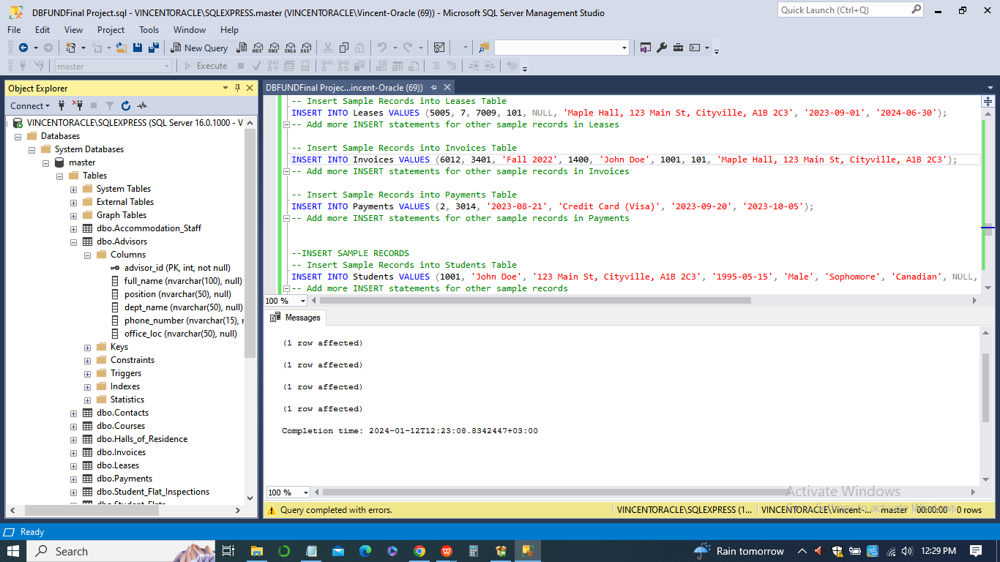 DBFUNDFinal Project.sql - VINCENTORACLE\SQLEXPRESS.master (VINCENTORACLE\Vincent-Oracle (69)) - Microsoft SQL Server Management Studio
Quick Launch (Ctrl+Q)
File Edit View Project Tools Window Help
New Query
MDX DMX XMLA DAX
master
Execute
Object Explorer
Connect
VINCENTORACLE\SQLEXPRESS (SQL Server 16.0.1000 - V
Databases
System Databases
master
Tables
System Tables
External Tables
Graph Tables
dbo.Accommodation_Staff
dbo.Advisors
Columns
advisor_id (PK, int, not null)
full_name (nvarchar(100), null)
position (nvarchar(50), null)
dept_name (nvarchar(50), null)
phone_number (nvarchar(15), r
office_loc (nvarchar(50), null)
Keys
Constraints
Triggers
Indexes
Statistics
dbo.Contacts
dbo.Courses
dbo.Halls_of_Residence
dbo.Invoices
dbo.Leases
dbo.Payments
dbo.Student_Flat_Inspections
DBFUNDFinal Projec...incent-Oracle (69))
-- Insert Sample Records into Leases Table
INSERT INTO Leases VALUES (5005, 7, 7009, 101, NULL, 'Maple Hall, 123 Main St, Cityville, A1B 2C3', '2023-09-01', '2024-06-30');
-- Add more INSERT statements for other sample records in Leases
-- Insert Sample Records into Invoices Table
INSERT INTO Invoices VALUES (6012, 3401, 'Fall 2022', 1400, 'John Doe', 1001, 101, 'Maple Hall, 123 Main St, Cityville, A1B 2C3');
-- Add more INSERT statements for other sample records in Invoices
-- Insert Sample Records into Payments Table
INSERT INTO Payments VALUES (2, 3014, '2023-08-21', 'Credit Card (Visa)', '2023-09-20', '2023-10-05');
-- Add more INSERT statements for other sample records in Payments
--INSERT SAMPLE RECORDS
-- Insert Sample Records into Students Table
INSERT INTO Students VALUES (1001, 'John Doe', '123 Main St, Cityville, A1B 2C3', '1995-05-15', 'Male', 'Sophomore', 'Canadian', NULL,
-- Add more INSERT statements for other sample records
100 %
Messages
(1 row affected)
(1 row affected)
(1 row affected)
(1 row affected)
Completion time: 2024-01-12T12:23:08.8342447+03:00
100 %
Activate Windows
Go to Settings to activate Windows.
Query completed with errors.
VINCENTORACLE\SQLEXPRESS (1... VINCENTORACLE\Vincent-... master 00:00:00 0 rows
Ready
Search
Rain tomorrow
12:29 PM